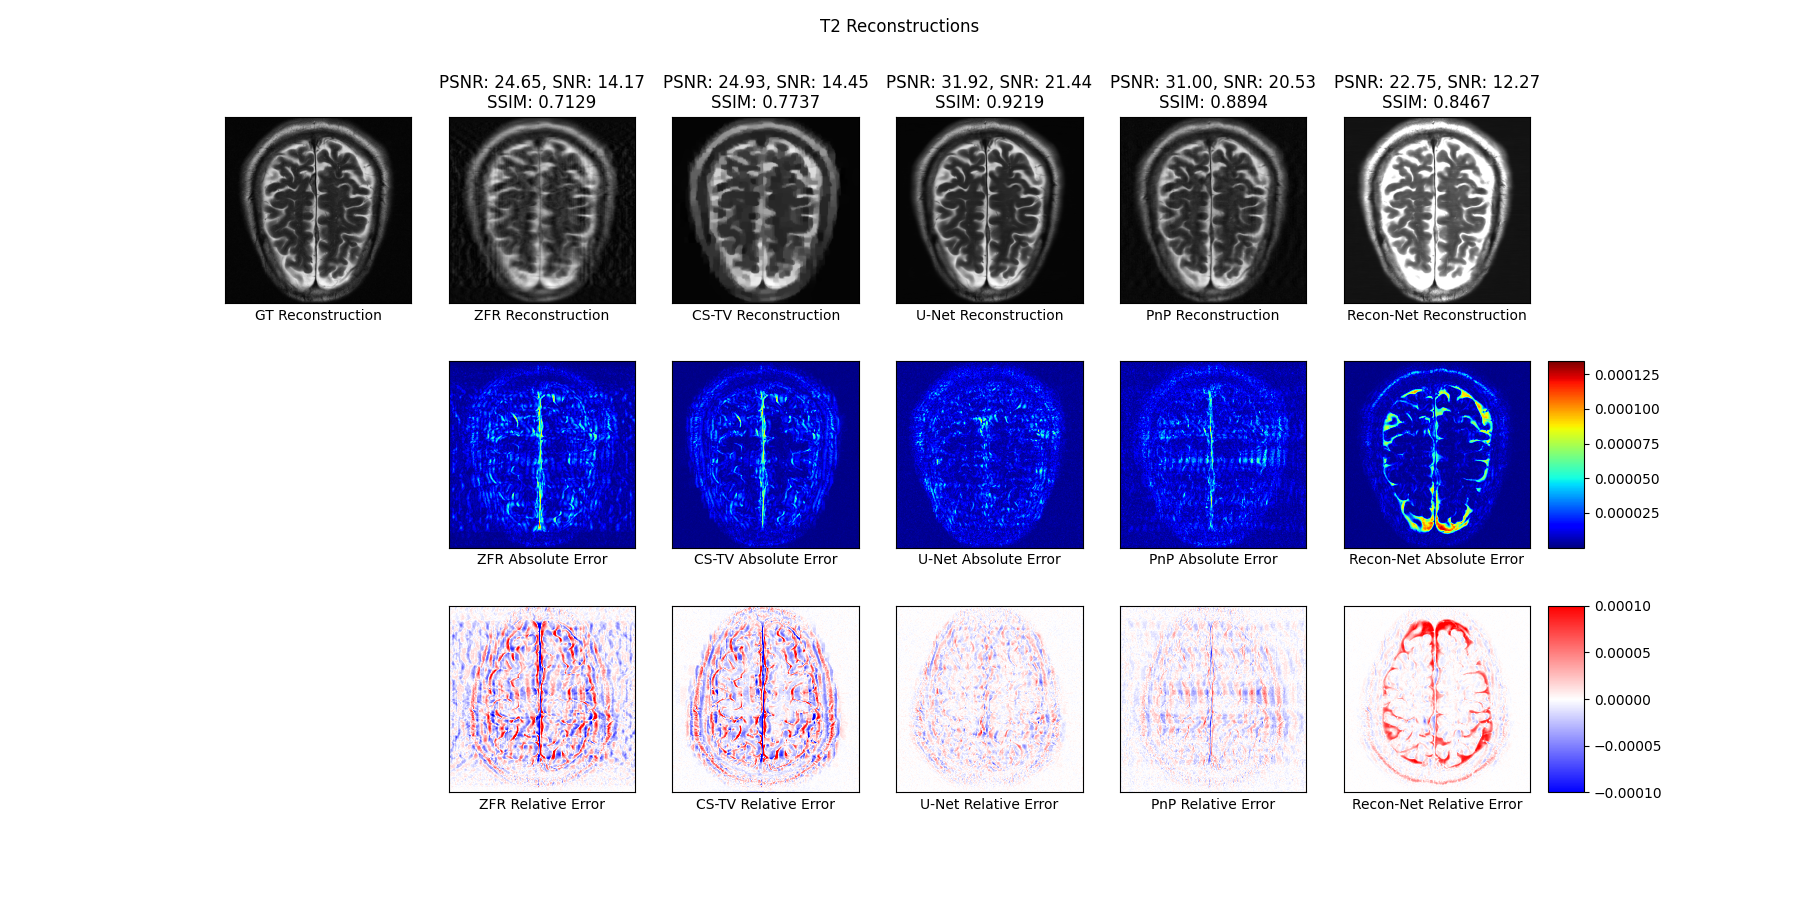 T2 Reconstructions
PSNR: 24.65, SNR: 14.17
SSIM: 0.7129
PSNR: 24.93, SNR: 14.45
SSIM: 0.7737
PSNR: 31.92, SNR: 21.44
SSIM: 0.9219
PSNR: 31.00, SNR: 20.53
SSIM: 0.8894
PSNR: 22.75, SNR: 12.27
SSIM: 0.8467
GT Reconstruction
ZFR Reconstruction
CS-TV Reconstruction
U-Net Reconstruction
PnP Reconstruction
Recon-Net Reconstruction
0.000125
0.000100
0.000075
0.000050
0.000025
ZFR Absolute Error
CS-TV Absolute Error
U-Net Absolute Error
PnP Absolute Error
Recon-Net Absolute Error
0.00010
0.00005
0.00000
−0.00005
−0.00010
ZFR Relative Error
CS-TV Relative Error
U-Net Relative Error
PnP Relative Error
Recon-Net Relative Error